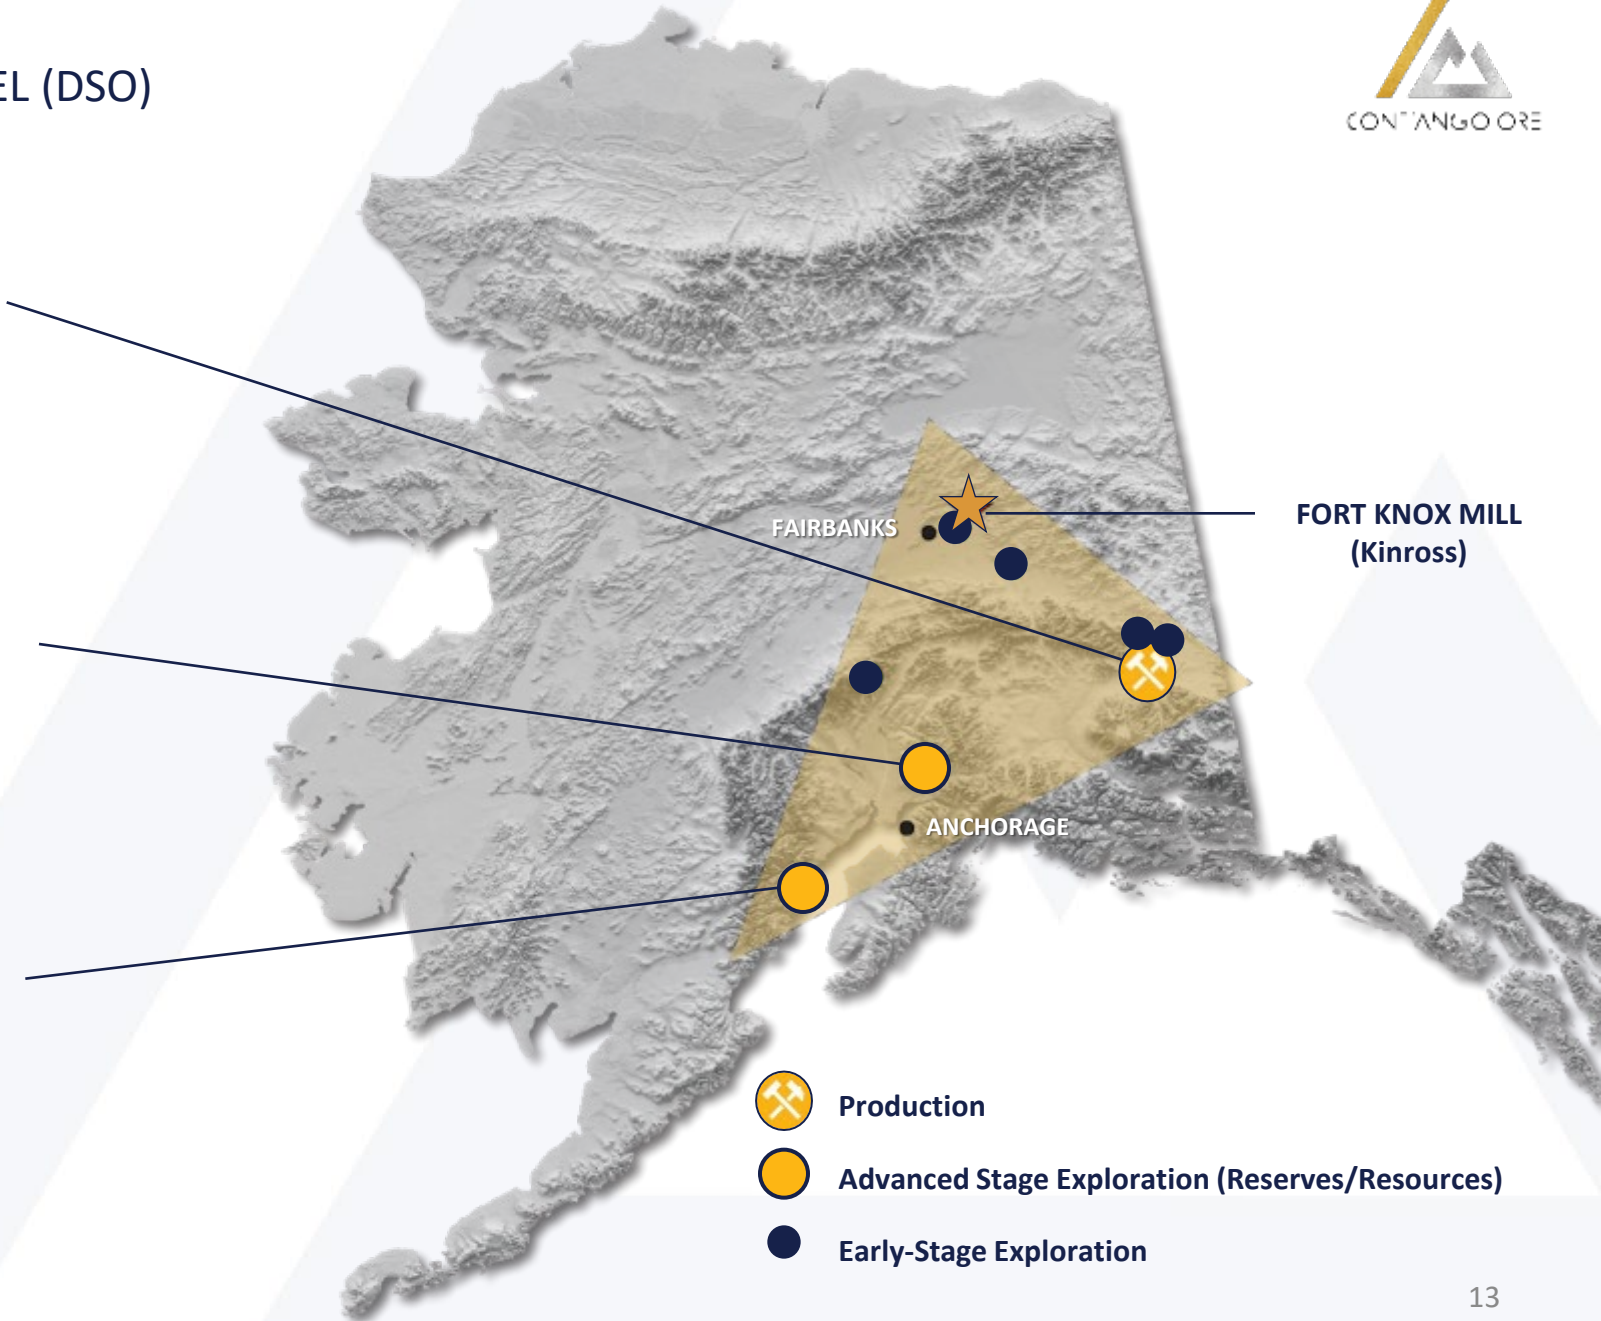 EL (DSO)
CONTANGO ORE
FAIRBANKS
FORT KNOX MILL
(Kinross)
ANCHORAGE
Production
Advanced Stage Exploration (Reserves/Resources)
Early-Stage Exploration
13